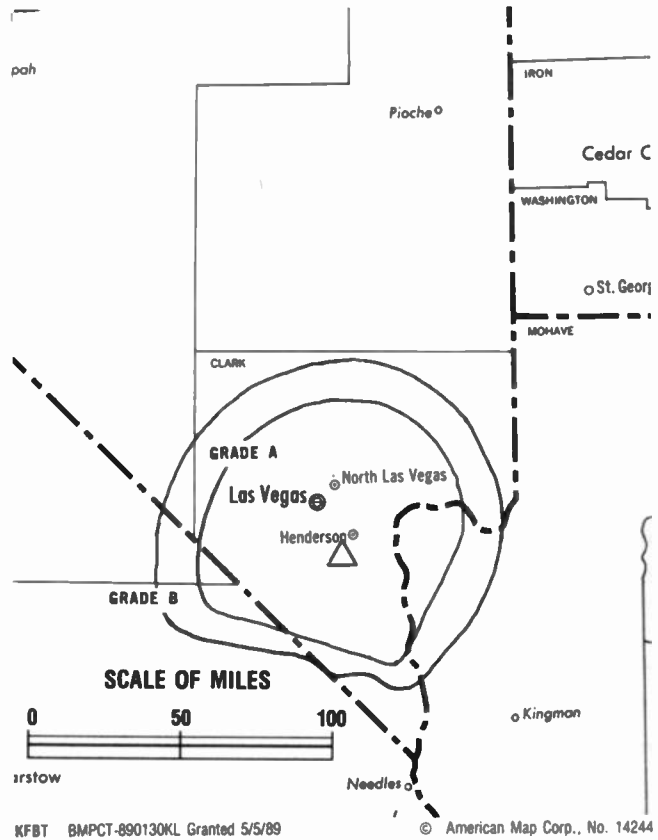 pah
IRON
Pioche
Cedar C
WASHINGTON
St. Georg
MOHAVE
CLARK
GRADE A
North Las Vegas
Las Vegas
Henderson
GRADE B
SCALE OF MILES
0 50 100
Kingman
arstow
Needles
KFBT BMPCT-890130KL Granted 5/5/89 © American Map Corp., No. 14244